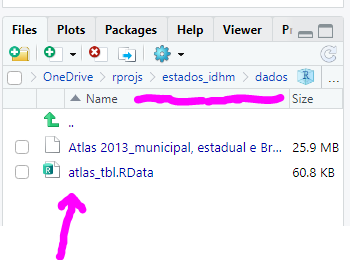 Files Plots Packages Help Viewer
OneDrive rprojs estados_idhm dados R ...
Name Size
..
Atlas 2013_municipal, estadual e Br... 25.9 MB
atlas_tbl.RData 60.8 KB